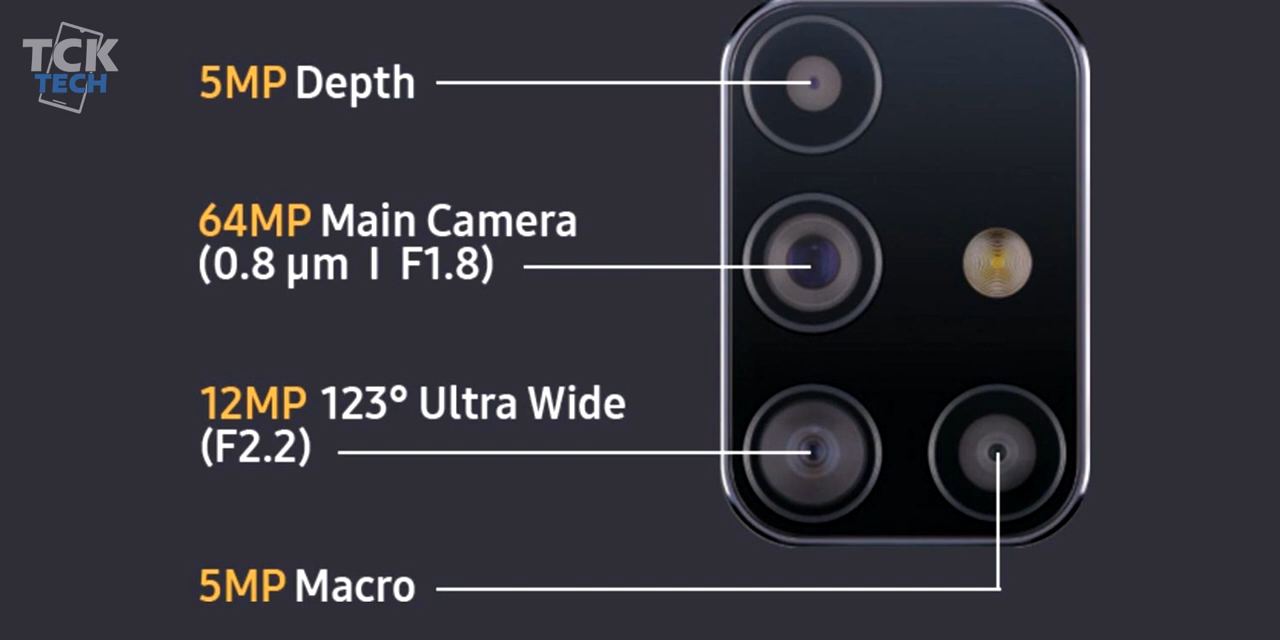 TCK
TECH
5MP Depth
64MP Main Camera
(0.8 μm I F1.8)
12MP 123° Ultra Wide
(F2.2)
5MP Macro